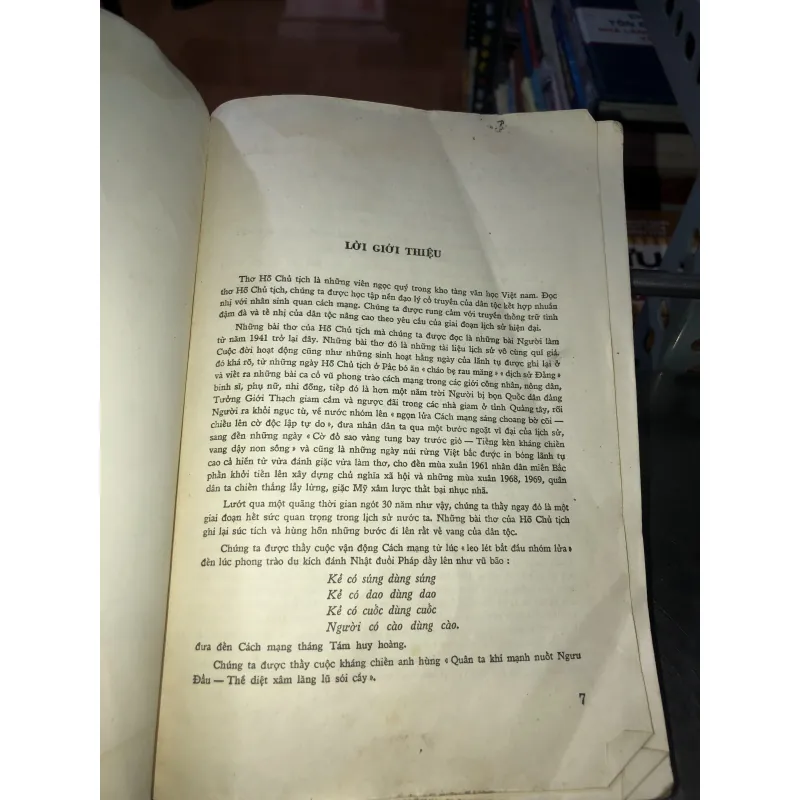 LỜI GIỚI THIỆU
Thơ Hồ Chủ tịch là những viên ngọc quý trong kho tàng văn học Việt nam. Đọc
thơ Hồ Chủ tịch, chúng ta được học tập nền đạo lý cổ truyền của dân tộc kết hợp nhuần
nhị với nhân sinh quan cách mạng. Chúng ta được rung cảm với truyền thống trữ tình
đậm đà và tế nhị của dân tộc nâng cao theo yêu cầu của giai đoạn lịch sử hiện đại.
Những bài thơ của Hồ Chủ tịch mà chúng ta được đọc là những bài Người làm
từ năm 1941 trở lại đây. Những bài thơ đó là những tài liệu lịch sử vô cùng quí giá.
Cuộc đời hoạt động cũng như những sinh hoạt hằng ngày của lãnh tụ được ghi lại ở
đó khá rõ, từ những ngày Hồ Chủ tịch ở Pắc bó ăn « cháo bẹ rau măng » « dịch sử Đảng »
và viết ra những bài ca cổ vũ phong trào cách mạng trong các giới công nhân, nông dân,
binh sĩ, phụ nữ, nhi đồng, tiếp đó là hơn một năm trời Người bị bọn Quốc dân đảng
Tưởng Giới Thạch giam cầm và ngược đãi trong các nhà giam ở tỉnh Quảng tây, rồi
Người ra khỏi ngục tù, về nước nhóm lên « ngọn lửa Cách mạng sáng choang bờ cõi —
chiếu lên cờ độc lập tự do », đưa nhân dân ta qua một bước ngoặt vĩ đại của lịch sử,
sang đến những ngày « Cờ đỏ sao vàng tung bay trước gió — Tiếng kèn kháng chiến
vang dậy non sông » và cũng là những ngày núi rừng Việt bắc được in bóng lãnh tụ
cao cả hiển từ vừa đánh giặc vừa làm thơ, cho đến mùa xuân 1961 nhân dân miền Bắc
phấn khởi tiến lên xây dựng chủ nghĩa xã hội và những mùa xuân 1968, 1969, quân
dân ta chiến thắng lẫy lừng, giặc Mỹ xâm lược thất bại nhục nhã.
Lướt qua một quãng thời gian ngót 30 năm như vậy, chúng ta thấy ngay đó là một
giai đoạn hết sức quan trọng trong lịch sử nước ta. Những bài thơ của Hồ Chủ tịch
ghi lại súc tích và hùng hồn những bước đi lên rất vẻ vang của dân tộc.
Chúng ta được thấy cuộc vận động Cách mạng từ lúc « leo lét bắt đầu nhóm lửa »
đến lúc phong trào du kích đánh Nhật đuổi Pháp dấy lên như vũ bão :
Kẻ có súng dùng súng
Kẻ có dao dùng dao
Kẻ có cuốc dùng cuốc
Người có cào dùng cào.
đưa đến Cách mạng tháng Tám huy hoàng.
Chúng ta được thấy cuộc kháng chiến anh hùng « Quân ta khí mạnh nuốt Ngưu
Đẩu — Thề diệt xâm lăng lũ sói cầy ».
7